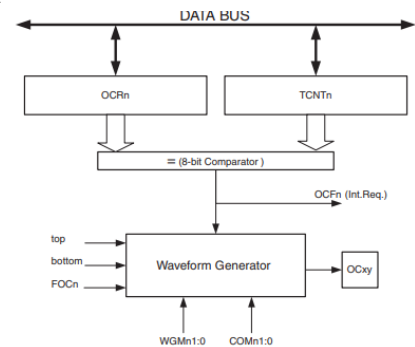 DATA BUS
OCRn
TCNTn
= (8-bit Comparator )
OCFn (Int.Req.)
top
bottom
FOCn
Waveform Generator
OCxy
WGMn1:0
COMn1:0